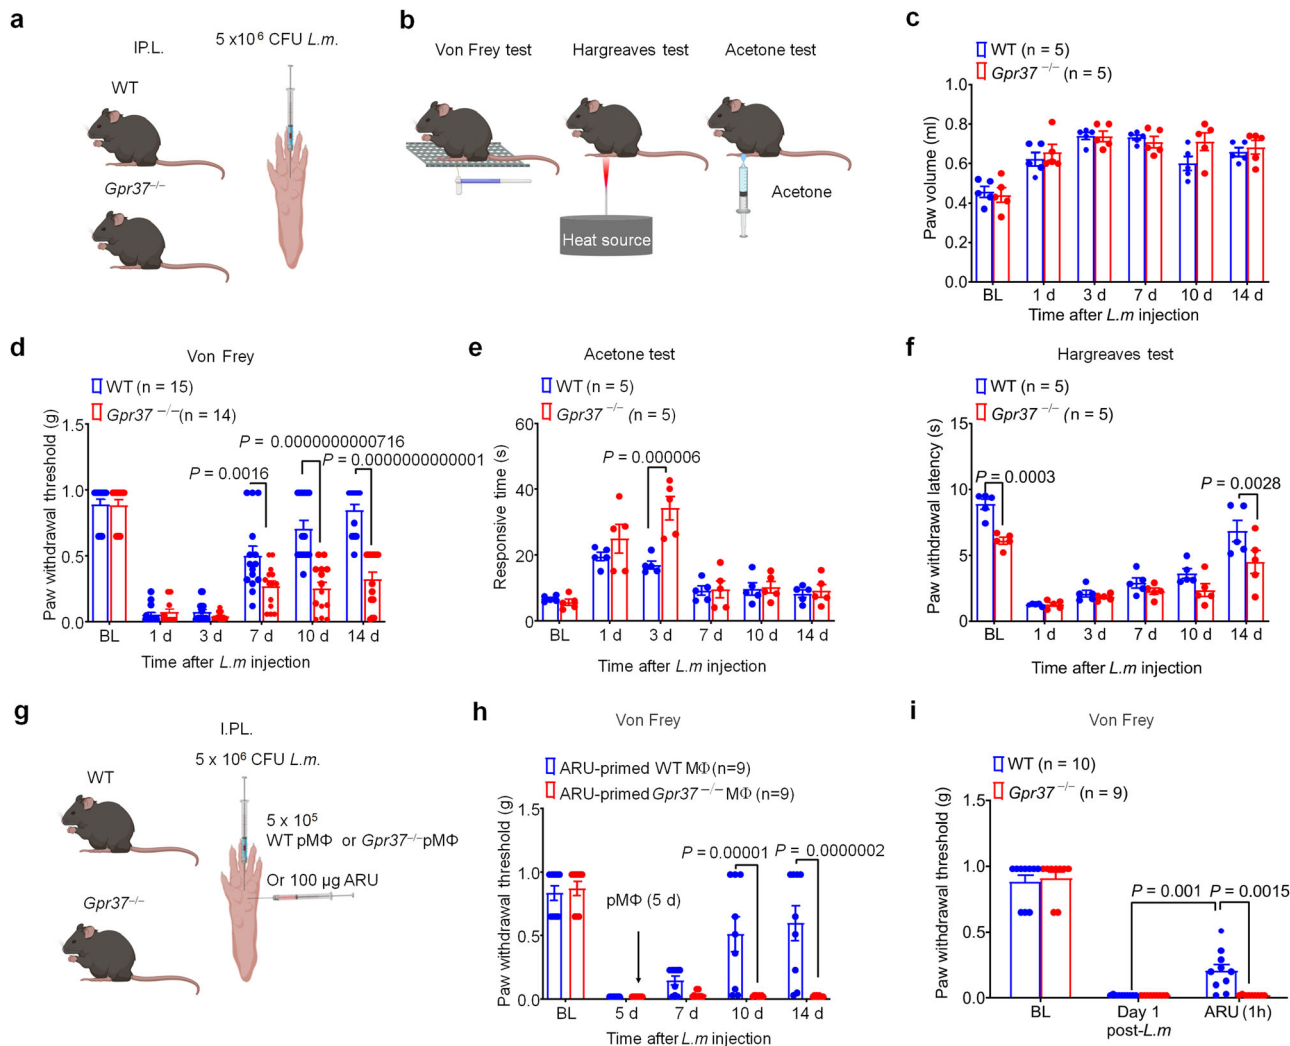 a
IP.L.
5 x10⁶ CFU L.m.
WT
Gpr37⁻/⁻
b
Von Frey test
Hargreaves test
Acetone test
Acetone
Heat source
c
WT (n = 5)
Gpr37 ⁻/⁻ (n = 5)
Paw volume (ml)
1.0
0.8
0.6
0.4
0.2
0.0
BL 1 d 3 d 7 d 10 d 14 d
Time after L.m injection
d
Von Frey
WT (n = 15)
Gpr37 ⁻/⁻ (n = 14)
Paw withdrawal threshold (g)
1.5
1.0
0.5
0.0
P = 0.0016
P = 0.0000000000716
P = 0.0000000000001
BL 1 d 3 d 7 d 10 d 14 d
Time after L.m injection
e
Acetone test
WT (n = 5)
Gpr37 ⁻/⁻ (n = 5)
Responsive time (s)
60
40
20
0
P = 0.000006
BL 1 d 3 d 7 d 10 d 14 d
Time after L.m injection
f
Hargreaves test
WT (n = 5)
Gpr37 ⁻/⁻ (n = 5)
Paw withdrawal latency (s)
15
10
5
0
P = 0.0003
P = 0.0028
BL 1 d 3 d 7 d 10 d 14 d
Time after L.m injection
g
I.PL.
5 x 10⁶ CFU L.m.
WT
5 x 10⁵
WT pMΦ or Gpr37⁻/⁻pMΦ
Or 100 µg ARU
Gpr37⁻/⁻
h
Von Frey
ARU-primed WT MΦ (n=9)
ARU-primed Gpr37⁻/⁻ MΦ (n=9)
Paw withdrawal threshold (g)
1.5
1.0
0.5
0.0
P = 0.00001
P = 0.0000002
pMΦ (5 d)
BL 5 d 7 d 10 d 14 d
Time after L.m injection
i
Von Frey
WT (n = 10)
Gpr37⁻/⁻ (n = 9)
Paw withdrawal threshold (g)
1.5
1.0
0.5
0.0
P = 0.001
P = 0.0015
BL Day 1 ARU (1h)
post-L.m